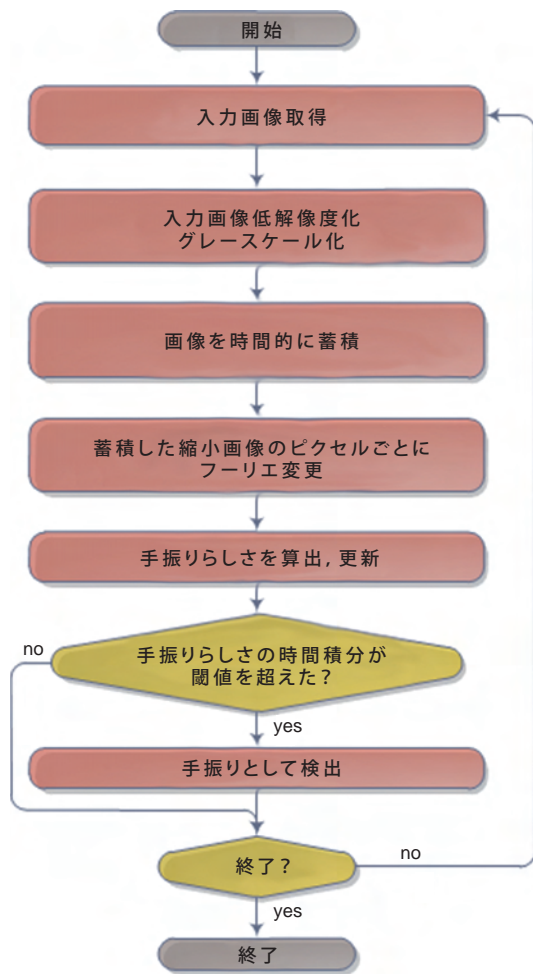 開始
入力画像取得
入力画像低解像度化
グレースケール化
画像を時間的に蓄積
蓄積した縮小画像のピクセルごとに
フーリエ変更
手振りらしさを算出, 更新
手振りらしさの時間積分が
閾値を超えた?
no
yes
手振りとして検出
終了?
no
yes
終了